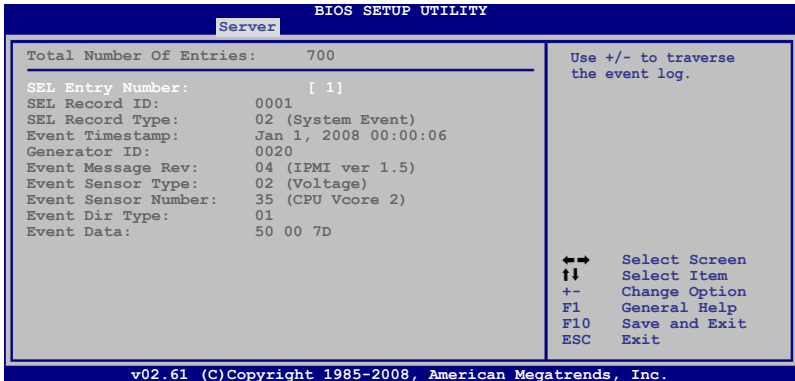 BIOS SETUP UTILITY
Server
Total Number Of Entries: 700
SEL Entry Number: [ 1]
SEL Record ID: 0001
SEL Record Type: 02 (System Event)
Event Timestamp: Jan 1, 2008 00:00:06
Generator ID: 0020
Event Message Rev: 04 (IPMI ver 1.5)
Event Sensor Type: 02 (Voltage)
Event Sensor Number: 35 (CPU Vcore 2)
Event Dir Type: 01
Event Data: 50 00 7D
Use +/- to traverse
the event log.
←→ Select Screen
↑↓ Select Item
+- Change Option
F1 General Help
F10 Save and Exit
ESC Exit
v02.61 (C)Copyright 1985-2008, American Megatrends, Inc.